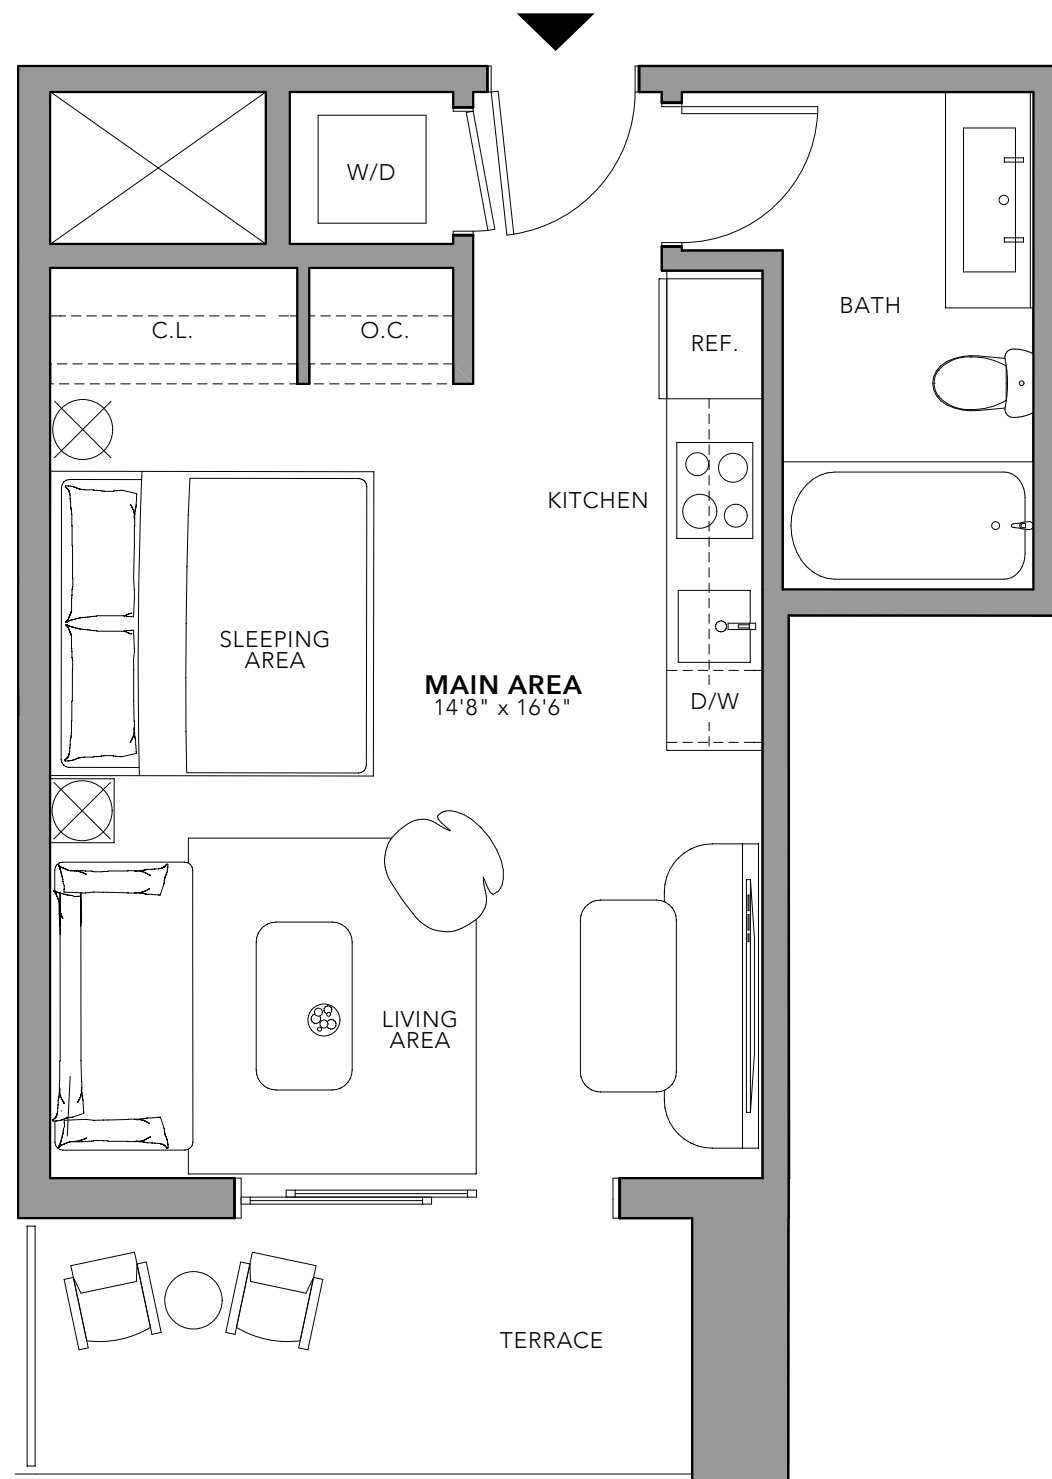 W/D
C.L.
O.C.
BATH
REF.
KITCHEN
SLEEPING
AREA
MAIN AREA
14'8" x 16'6"
D/W
LIVING
AREA
TERRACE